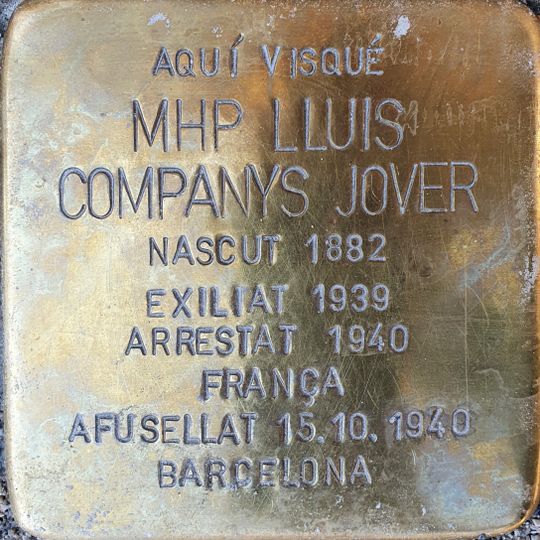 AQUÍ VISQUÉ
MHP LLUIS
COMPANYS JOVER
NASCUT 1882
EXILIAT 1939
ARRESTAT 1940
FRANÇA
AFUSELLAT 15.10.1940
BARCELONA